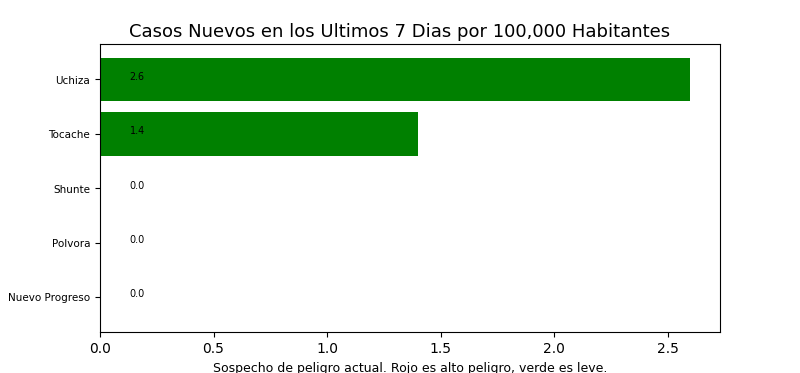 Casos Nuevos en los Ultimos 7 Dias por 100,000 Habitantes
Uchiza 2.6
Tocache 1.4
Shunte 0.0
Polvora 0.0
Nuevo Progreso 0.0
0.0 0.5 1.0 1.5 2.0 2.5
Sospecho de peligro actual. Rojo es alto peligro, verde es leve.